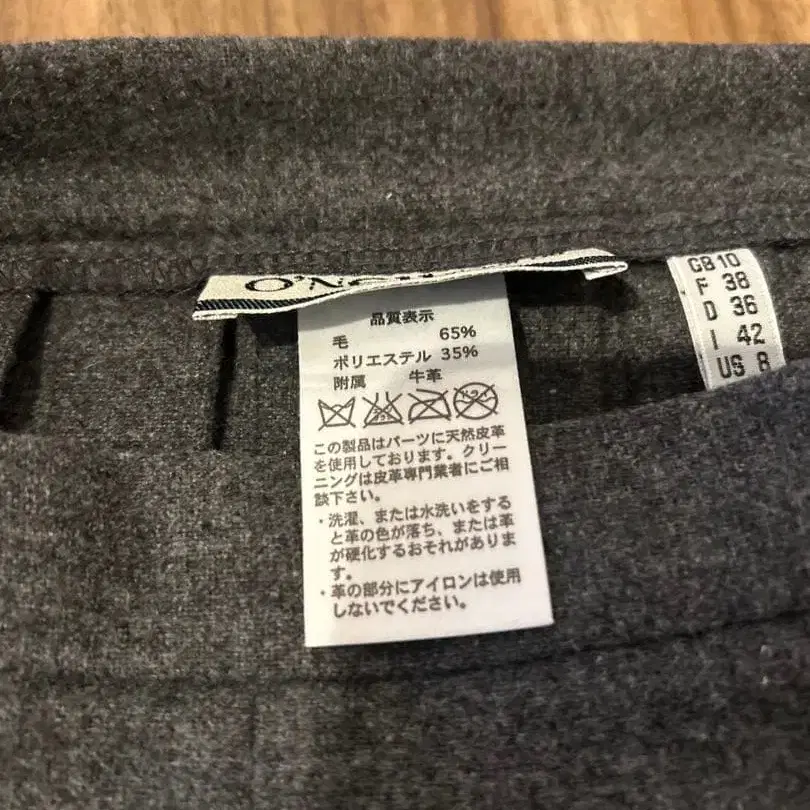 O'N
品質表示
毛 65%
ポリエステル 35%
附属 牛革
この製品はパーツに天然皮革
を使用しております。クリー
ニングは皮革専門業者にご相
談下さい。
・洗濯、または水洗いをする
と革の色が落ち、または革
が硬化するおそれがありま
す。
・革の部分にアイロンは使用
しないでください。
GB 10
F 38
D 36
I 42
US 8